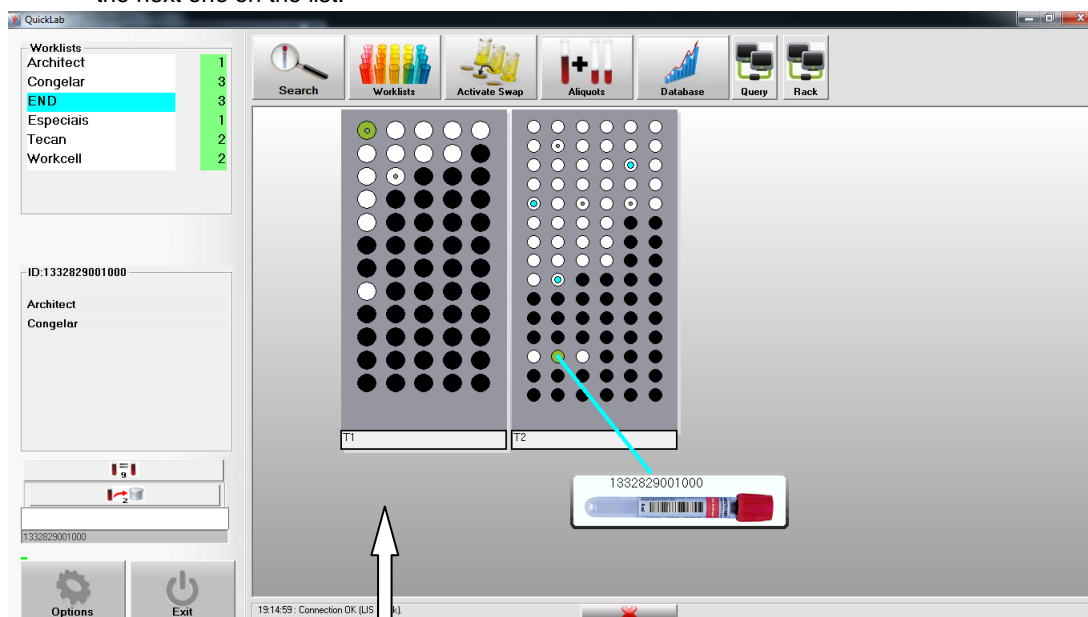 the next one on the list.
QuickLab
Worklists
Architect 1
Congelar 3
END 3
Especiais 1
Tecan 2
Workcell 2
Search
Worklists
Activate Swap
Aliquots
Database
Query
Rack
ID:1332829001000
Architect
Congelar
T1
T2
1332829001000
9
2
1332829001000
Options
Exit
19:14:59 : Connection OK (LIS